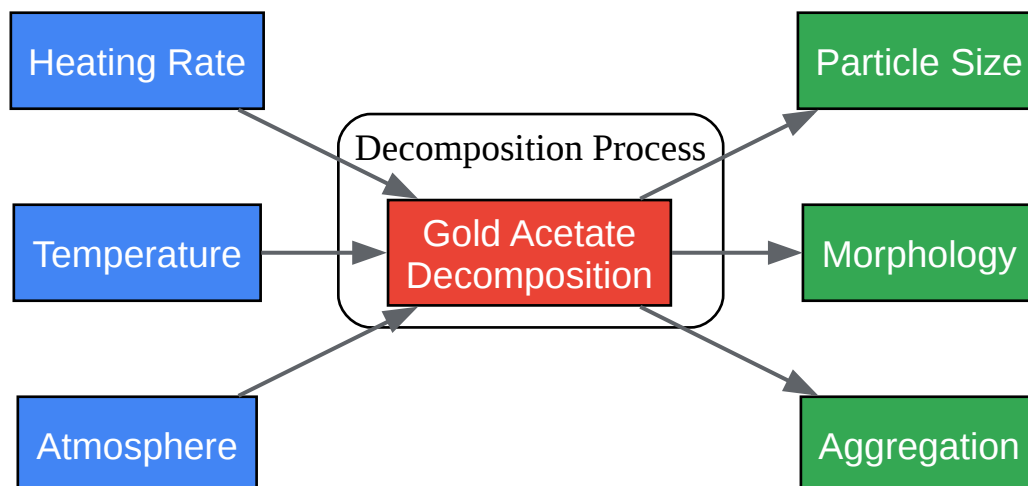 Heating Rate
Particle Size
Decomposition Process
Gold Acetate
Decomposition
Temperature
Morphology
Atmosphere
Aggregation